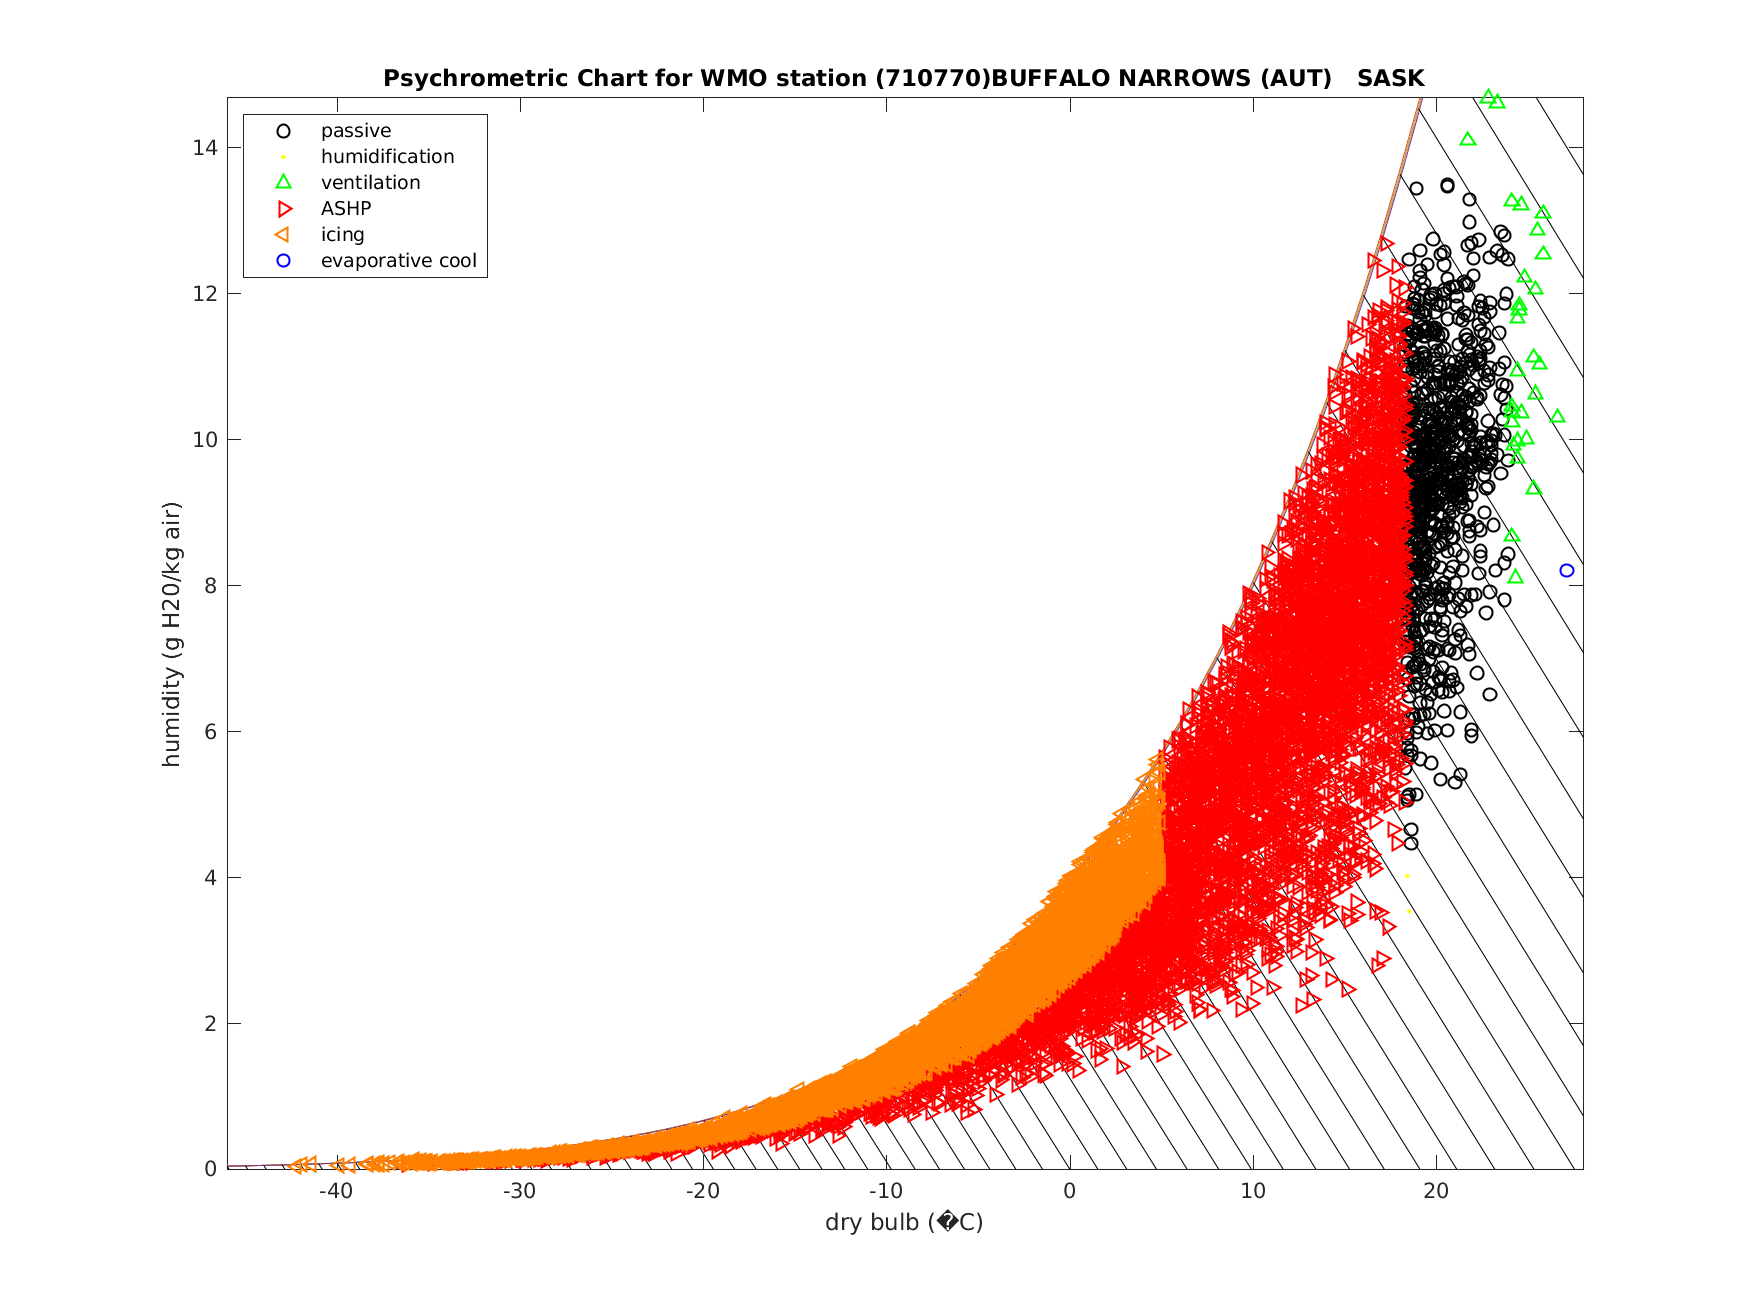 Psychrometric Chart for WMO station (710770)BUFFALO NARROWS (AUT)   SASK
passive
humidification
ventilation
ASHP
icing
evaporative cool
humidity (g H20/kg air)
14
12
10
8
6
4
2
0
-40 -30 -20 -10 0 10 20
dry bulb (�C)